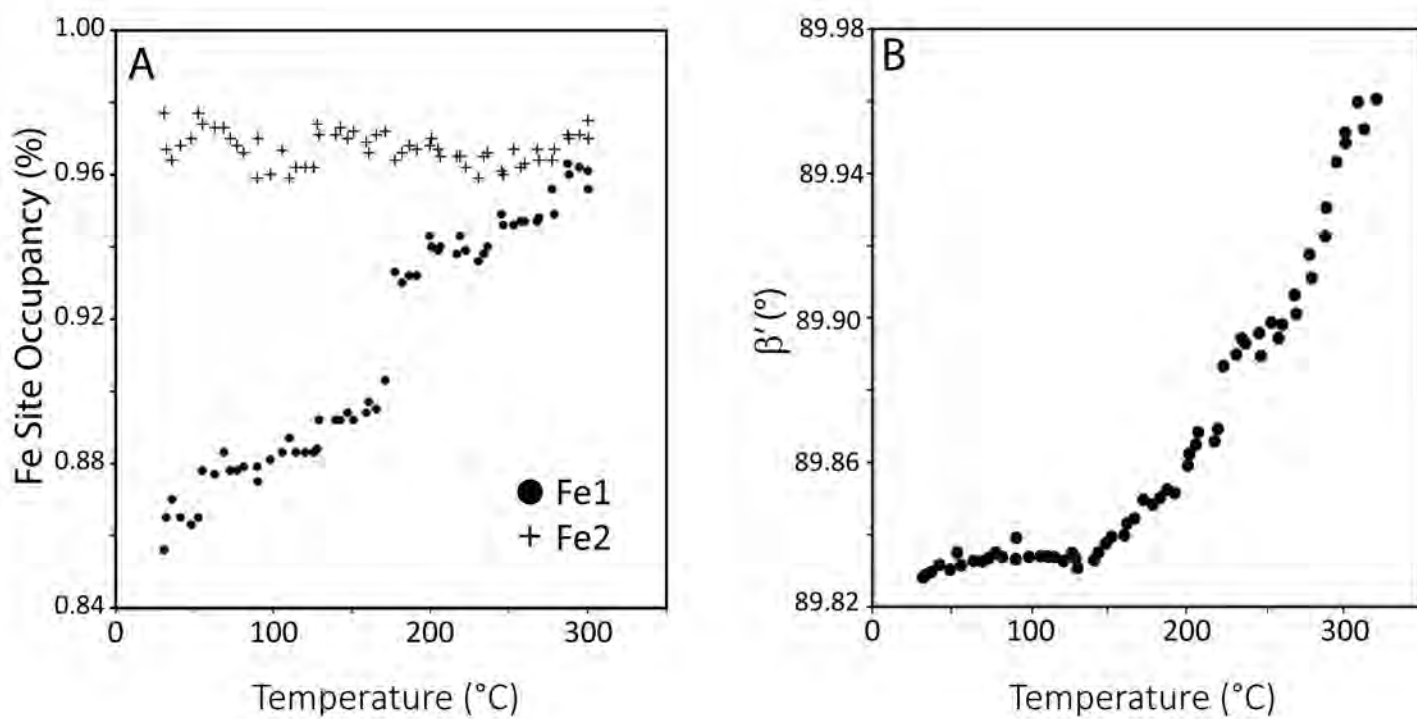 A
Fe Site Occupancy (%)
1.00
0.96
0.92
0.88
0.84
0
100
200
300
Temperature (°C)
Fe1
Fe2
B
β′ (°)
89.98
89.94
89.90
89.86
89.82
0
100
200
300
Temperature (°C)